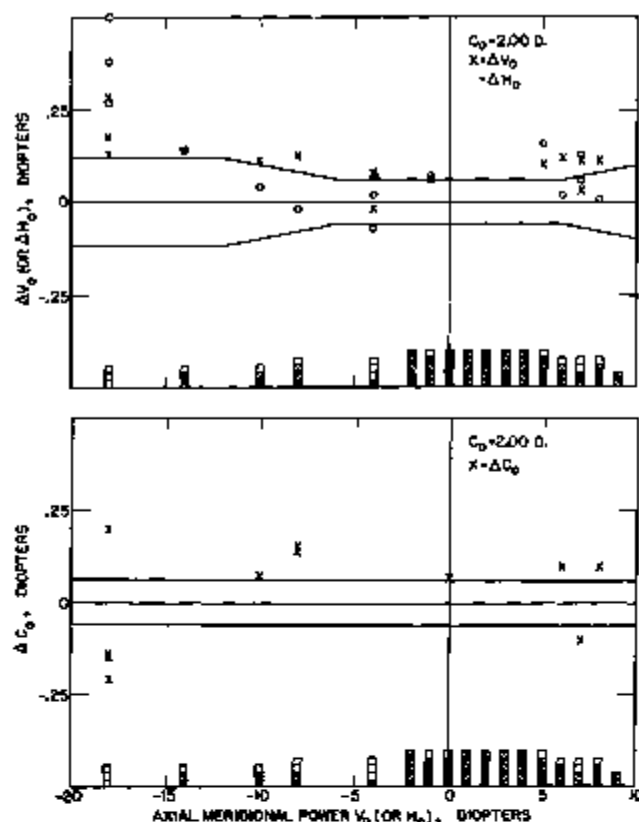 C₀=2.00 D.
X=ΔV₀
=ΔH₀
.25
0
-.25
ΔV₀ (OR ΔH₀), DIOPTERS
C₀=2.00 D.
X=ΔC₀
.25
0
-.25
ΔC₀, DIOPTERS
-20 -15 -10 -5 0 5 10
AXIAL MERIDIONAL POWER V₀ (OR H₀), DIOPTERS